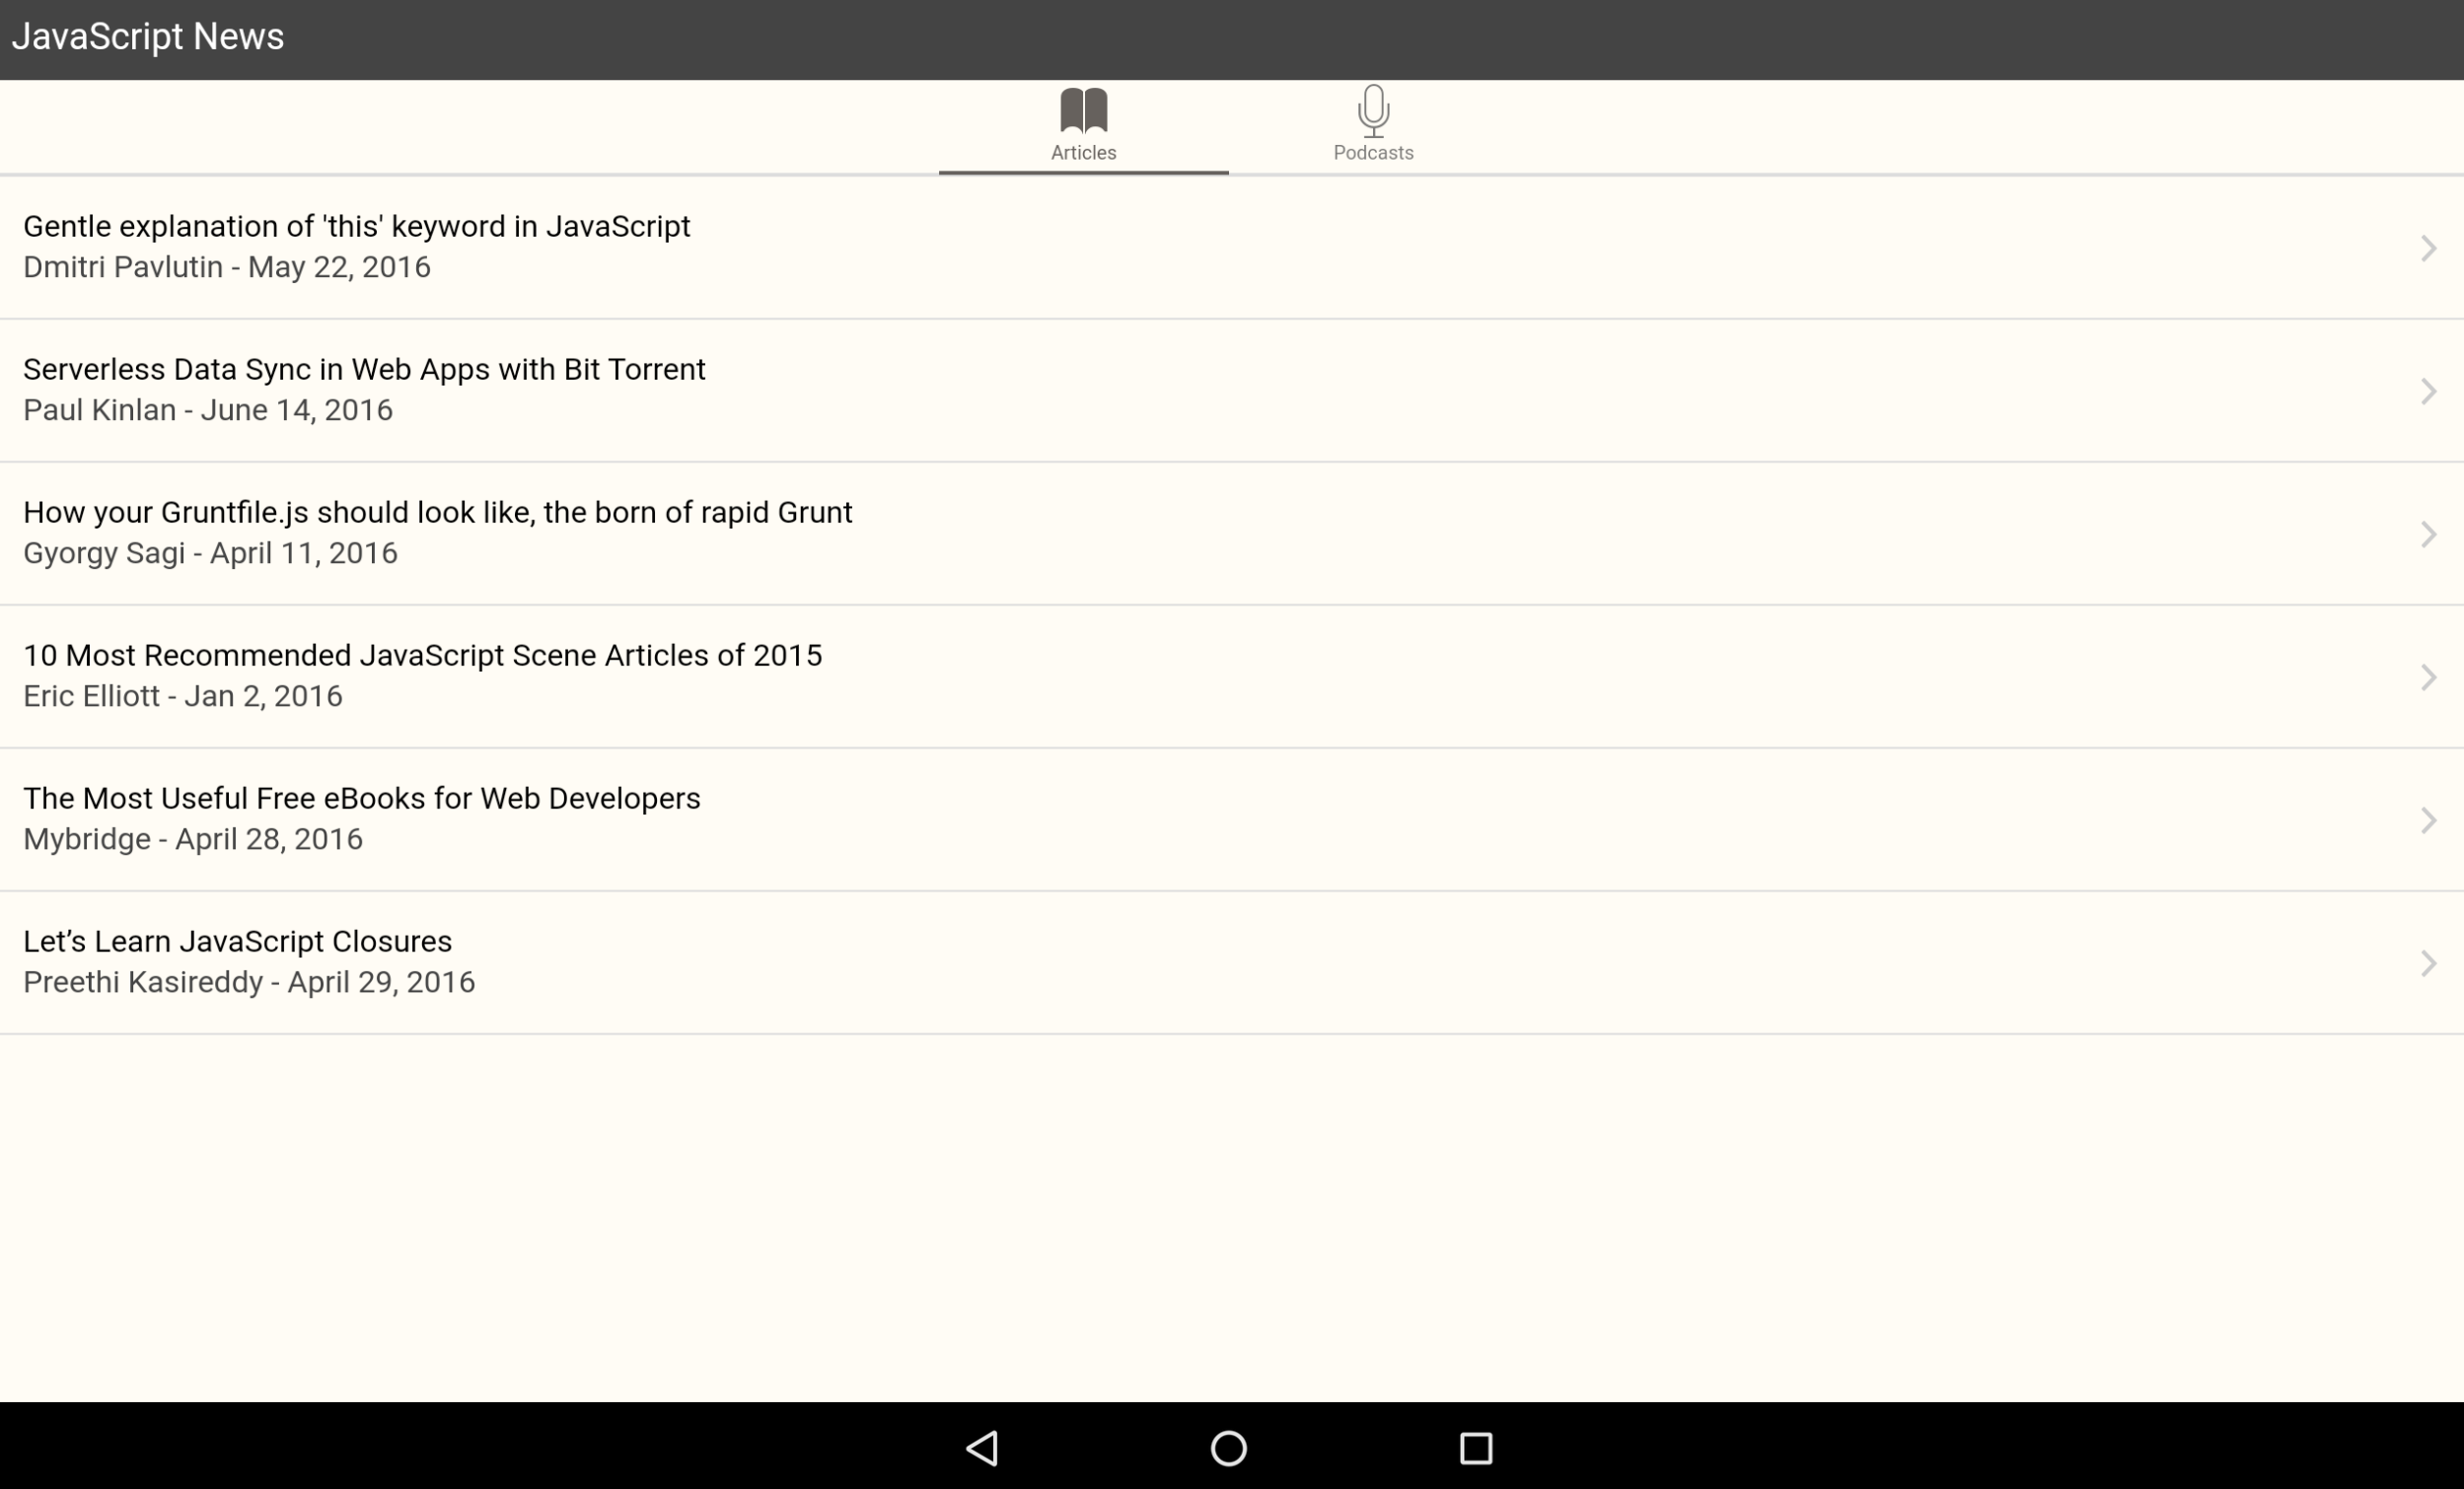 JavaScript News
Articles
Podcasts
Gentle explanation of 'this' keyword in JavaScript
Dmitri Pavlutin - May 22, 2016
Serverless Data Sync in Web Apps with Bit Torrent
Paul Kinlan - June 14, 2016
How your Gruntfile.js should look like, the born of rapid Grunt
Gyorgy Sagi - April 11, 2016
10 Most Recommended JavaScript Scene Articles of 2015
Eric Elliott - Jan 2, 2016
The Most Useful Free eBooks for Web Developers
Mybridge - April 28, 2016
Let’s Learn JavaScript Closures
Preethi Kasireddy - April 29, 2016